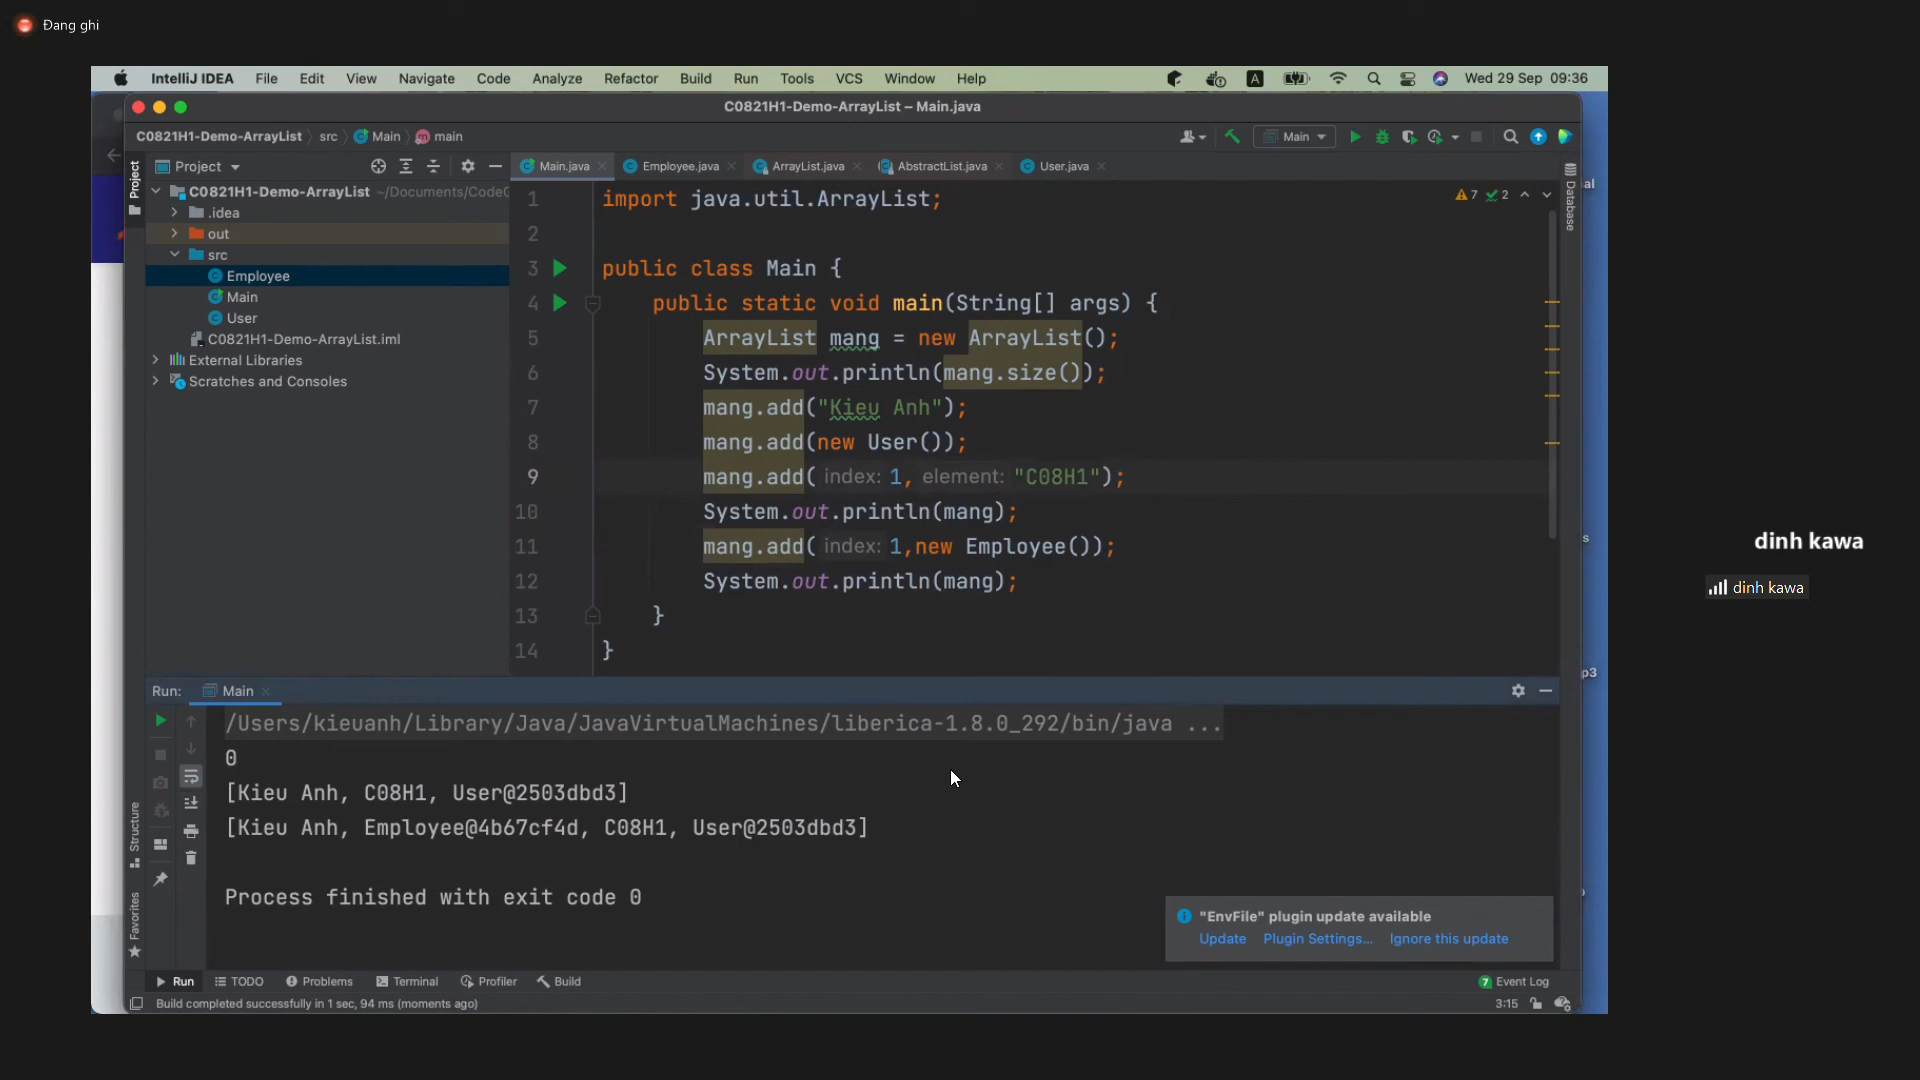 Đang ghi
IntelliJ IDEA File Edit View Navigate Code Analyze Refactor Build Run Tools VCS Window Help A Wed 29 Sep 09:36
C0821H1-Demo-ArrayList – Main.java
C0821H1-Demo-ArrayList src Main main Main
Project Main.java Employee.java ArrayList.java AbstractList.java User.java
Project
C0821H1-Demo-ArrayList ~/Documents/Code
.idea
out
src
Employee
Main
User
C0821H1-Demo-ArrayList.iml
External Libraries
Scratches and Consoles
7 2
Database
1 import java.util.ArrayList;
2
3 public class Main {
4 public static void main(String[] args) {
5 ArrayList mang = new ArrayList();
6 System.out.println(mang.size());
7 mang.add("Kieu Anh");
8 mang.add(new User());
9 mang.add( index: 1, element: "C08H1");
10 System.out.println(mang);
11 mang.add( index: 1,new Employee());
12 System.out.println(mang);
13 }
14 }
dinh kawa
dinh kawa
p3
Run: Main
/Users/kieuanh/Library/Java/JavaVirtualMachines/liberica-1.8.0_292/bin/java ...
0
[Kieu Anh, C08H1, User@2503dbd3]
[Kieu Anh, Employee@4b67cf4d, C08H1, User@2503dbd3]
Process finished with exit code 0
Structure
Favorites
"EnvFile" plugin update available
Update Plugin Settings... Ignore this update
Run TODO Problems Terminal Profiler Build 7 Event Log
Build completed successfully in 1 sec, 94 ms (moments ago) 3:15